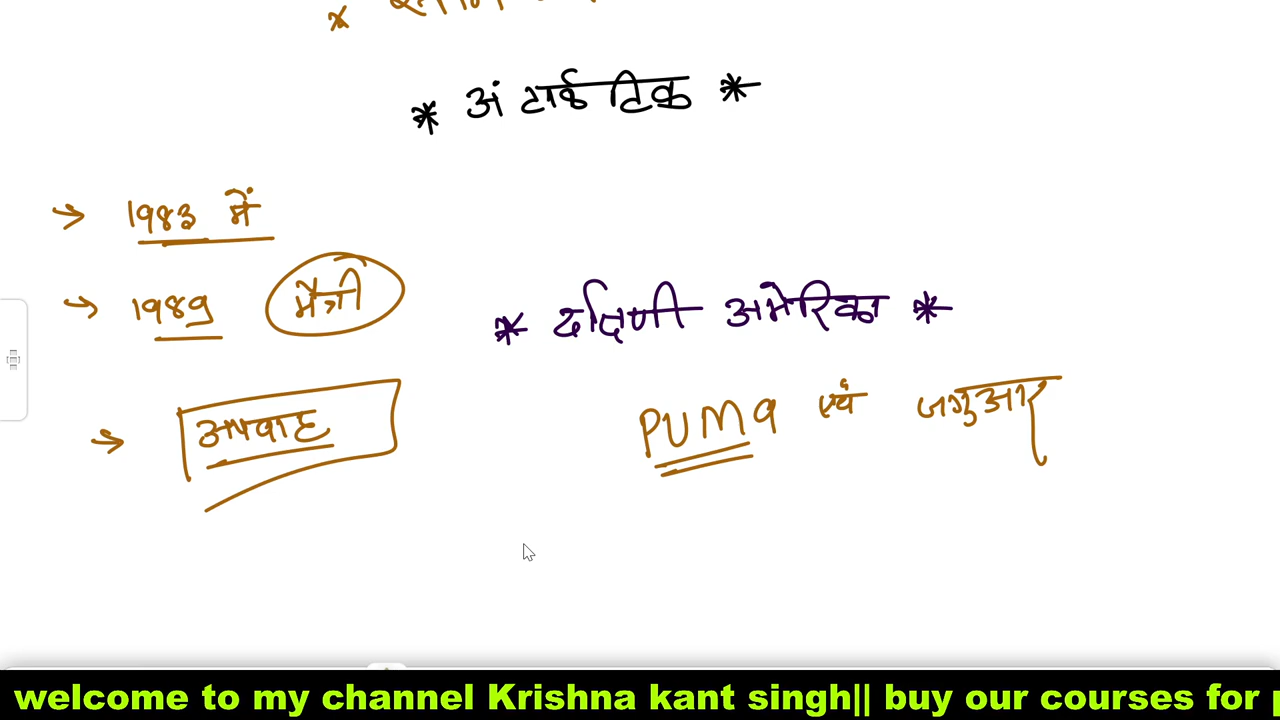 * अंटार्कटिक *
→ 1983 में
→ 1989 मैत्री
* दक्षिणी अमेरिका *
→ अपवाह
PUMA एवं जगुआर
welcome to my channel Krishna kant singh|| buy our courses for p